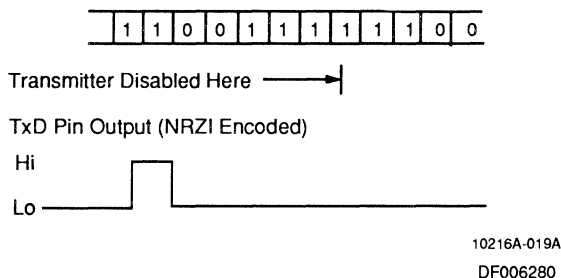 1 1 0 0 1 1 1 1 1 1 0 0
Transmitter Disabled Here
TxD Pin Output (NRZI Encoded)
Hi
Lo
10216A-019A
DF006280